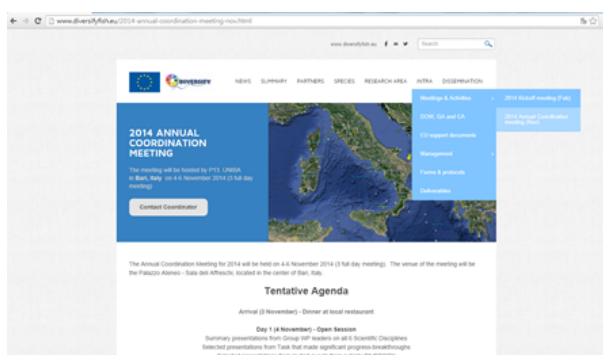 www.diversifyfish.eu/2014-annual-coordination-meeting-nov.html
www.diversifyfish.eu
Search
DIVERSIFY
NEWS SUMMARY PARTNERS SPECIES RESEARCH AREA INTRA DISSEMINATION
Meetings & Activities
2014 Kickoff meeting (Feb)
2014 Annual Coordination
meeting (Nov)
DOW, GA and CA
EU support documents
Management
Forms & protocols
Deliverables
2014 ANNUAL
COORDINATION
MEETING
The meeting will be hosted by P13. UNIBA
in Bari, Italy on 4-6 November 2014 (3 full day
meeting)
Contact Coordinator
The Annual Coordination Meeting for 2014 will be held on 4-6 November 2014 (3 full day meeting). The venue of the meeting will be
the Palazzo Ateneo - Sala deli Affreschi, located in the center of Bari, Italy.
Tentative Agenda
Arrival (3 November) - Dinner at local restaurant
Day 1 (4 November) - Open Session
Summary presentations from Group WP leaders on all 6 Scientific Disciplines
Selected presentations from Task that made significant progress-breakthroughs